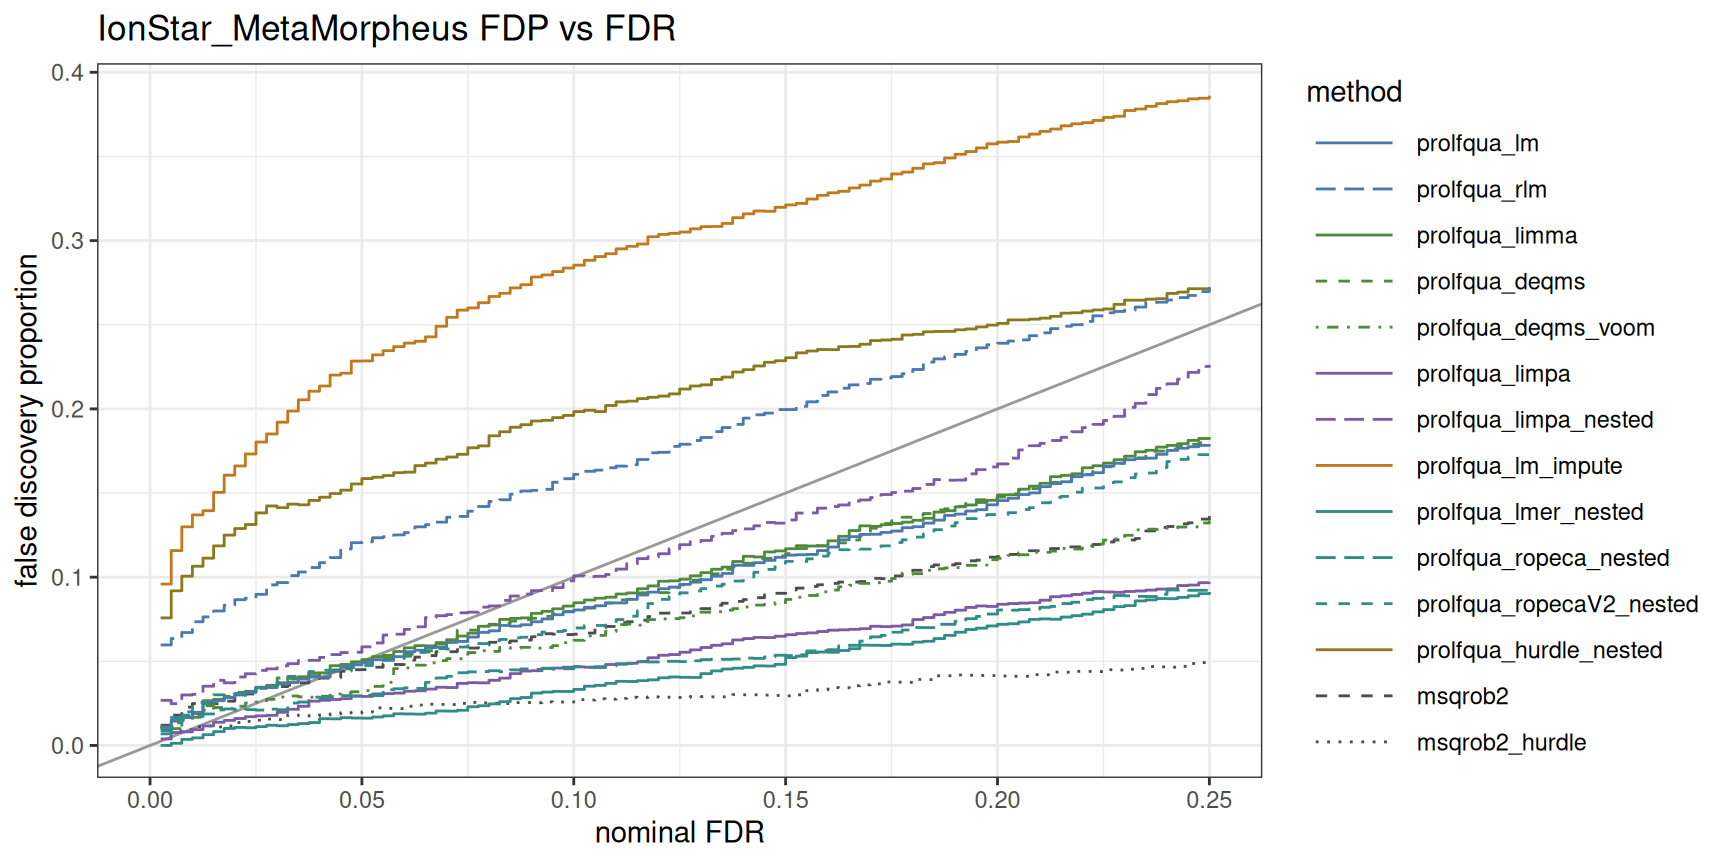 IonStar_MetaMorpheus FDP vs FDR
false discovery proportion
0.4
0.3
0.2
0.1
0.0
0.00 0.05 0.10 0.15 0.20 0.25
nominal FDR
method
prolfqua_lm
prolfqua_rlm
prolfqua_limma
prolfqua_deqms
prolfqua_deqms_voom
prolfqua_limpa
prolfqua_limpa_nested
prolfqua_lm_impute
prolfqua_lmer_nested
prolfqua_ropeca_nested
prolfqua_ropecaV2_nested
prolfqua_hurdle_nested
msqrob2
msqrob2_hurdle